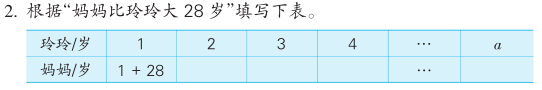 2. 根据“妈妈比玲玲大 28 岁”填写下表。
玲玲/岁 1 2 3 4 … a
妈妈/岁 1 + 28 …